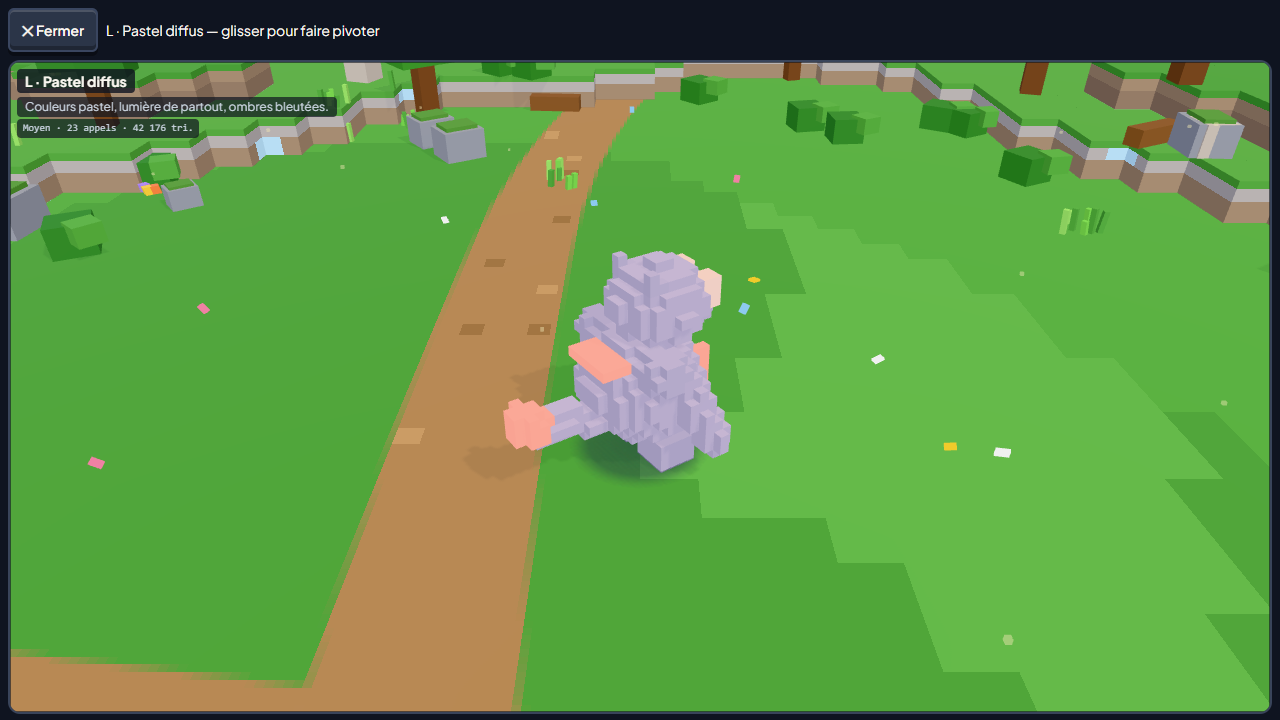 ✕ Fermer
L · Pastel diffus — glisser pour faire pivoter
L · Pastel diffus
Couleurs pastel, lumière de partout, ombres bleutées.
Moyen · 23 appels · 42 176 tri.